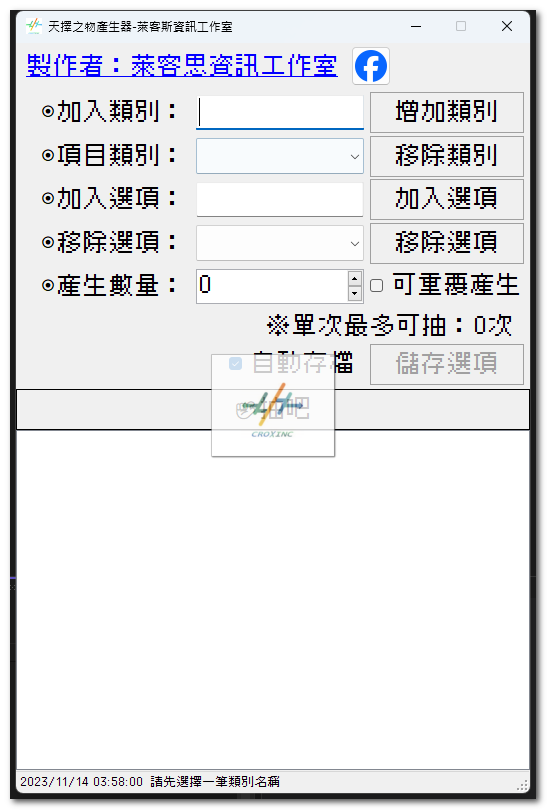 天擇之物產生器-萊客斯資訊工作室
製作者：萊容思資訊工作室
⊙加入類別： 增加類別
⊙項目類別： 移除類別
⊙加入選項： 加入選項
⊙移除選項： 移除選項
⊙產生數量： 0 可重覆產生
※單次最多可抽：0次
自動存檔 儲存選項
抽吧
CROXINC
2023/11/14 03:58:00 請先選擇一筆類別名稱